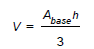 V = A_base h / 3